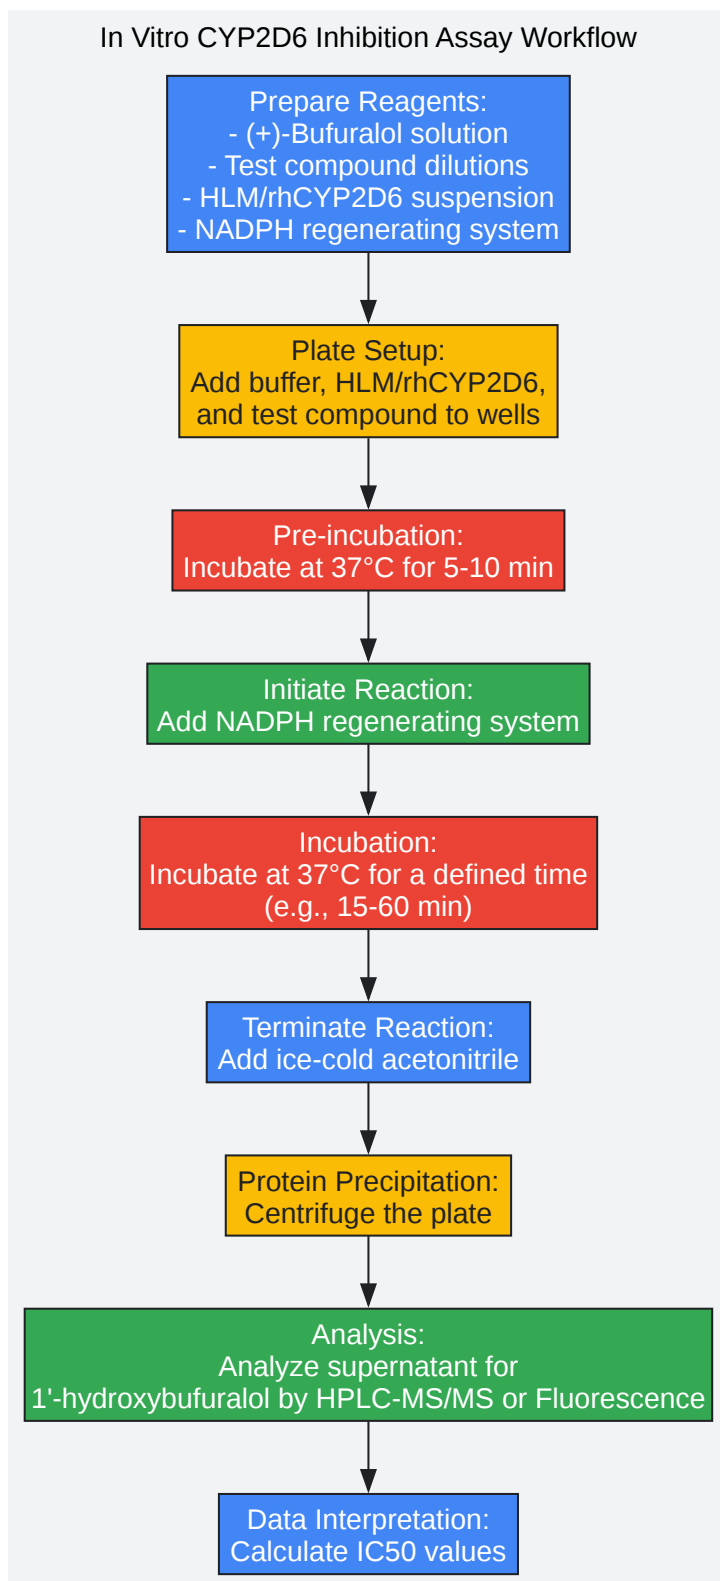 In Vitro CYP2D6 Inhibition Assay Workflow
Prepare Reagents:
- (+)-Bufuralol solution
- Test compound dilutions
- HLM/rhCYP2D6 suspension
- NADPH regenerating system
Plate Setup:
Add buffer, HLM/rhCYP2D6,
and test compound to wells
Pre-incubation:
Incubate at 37°C for 5-10 min
Initiate Reaction:
Add NADPH regenerating system
Incubation:
Incubate at 37°C for a defined time
(e.g., 15-60 min)
Terminate Reaction:
Add ice-cold acetonitrile
Protein Precipitation:
Centrifuge the plate
Analysis:
Analyze supernatant for
1'-hydroxybufuralol by HPLC-MS/MS or Fluorescence
Data Interpretation:
Calculate IC50 values